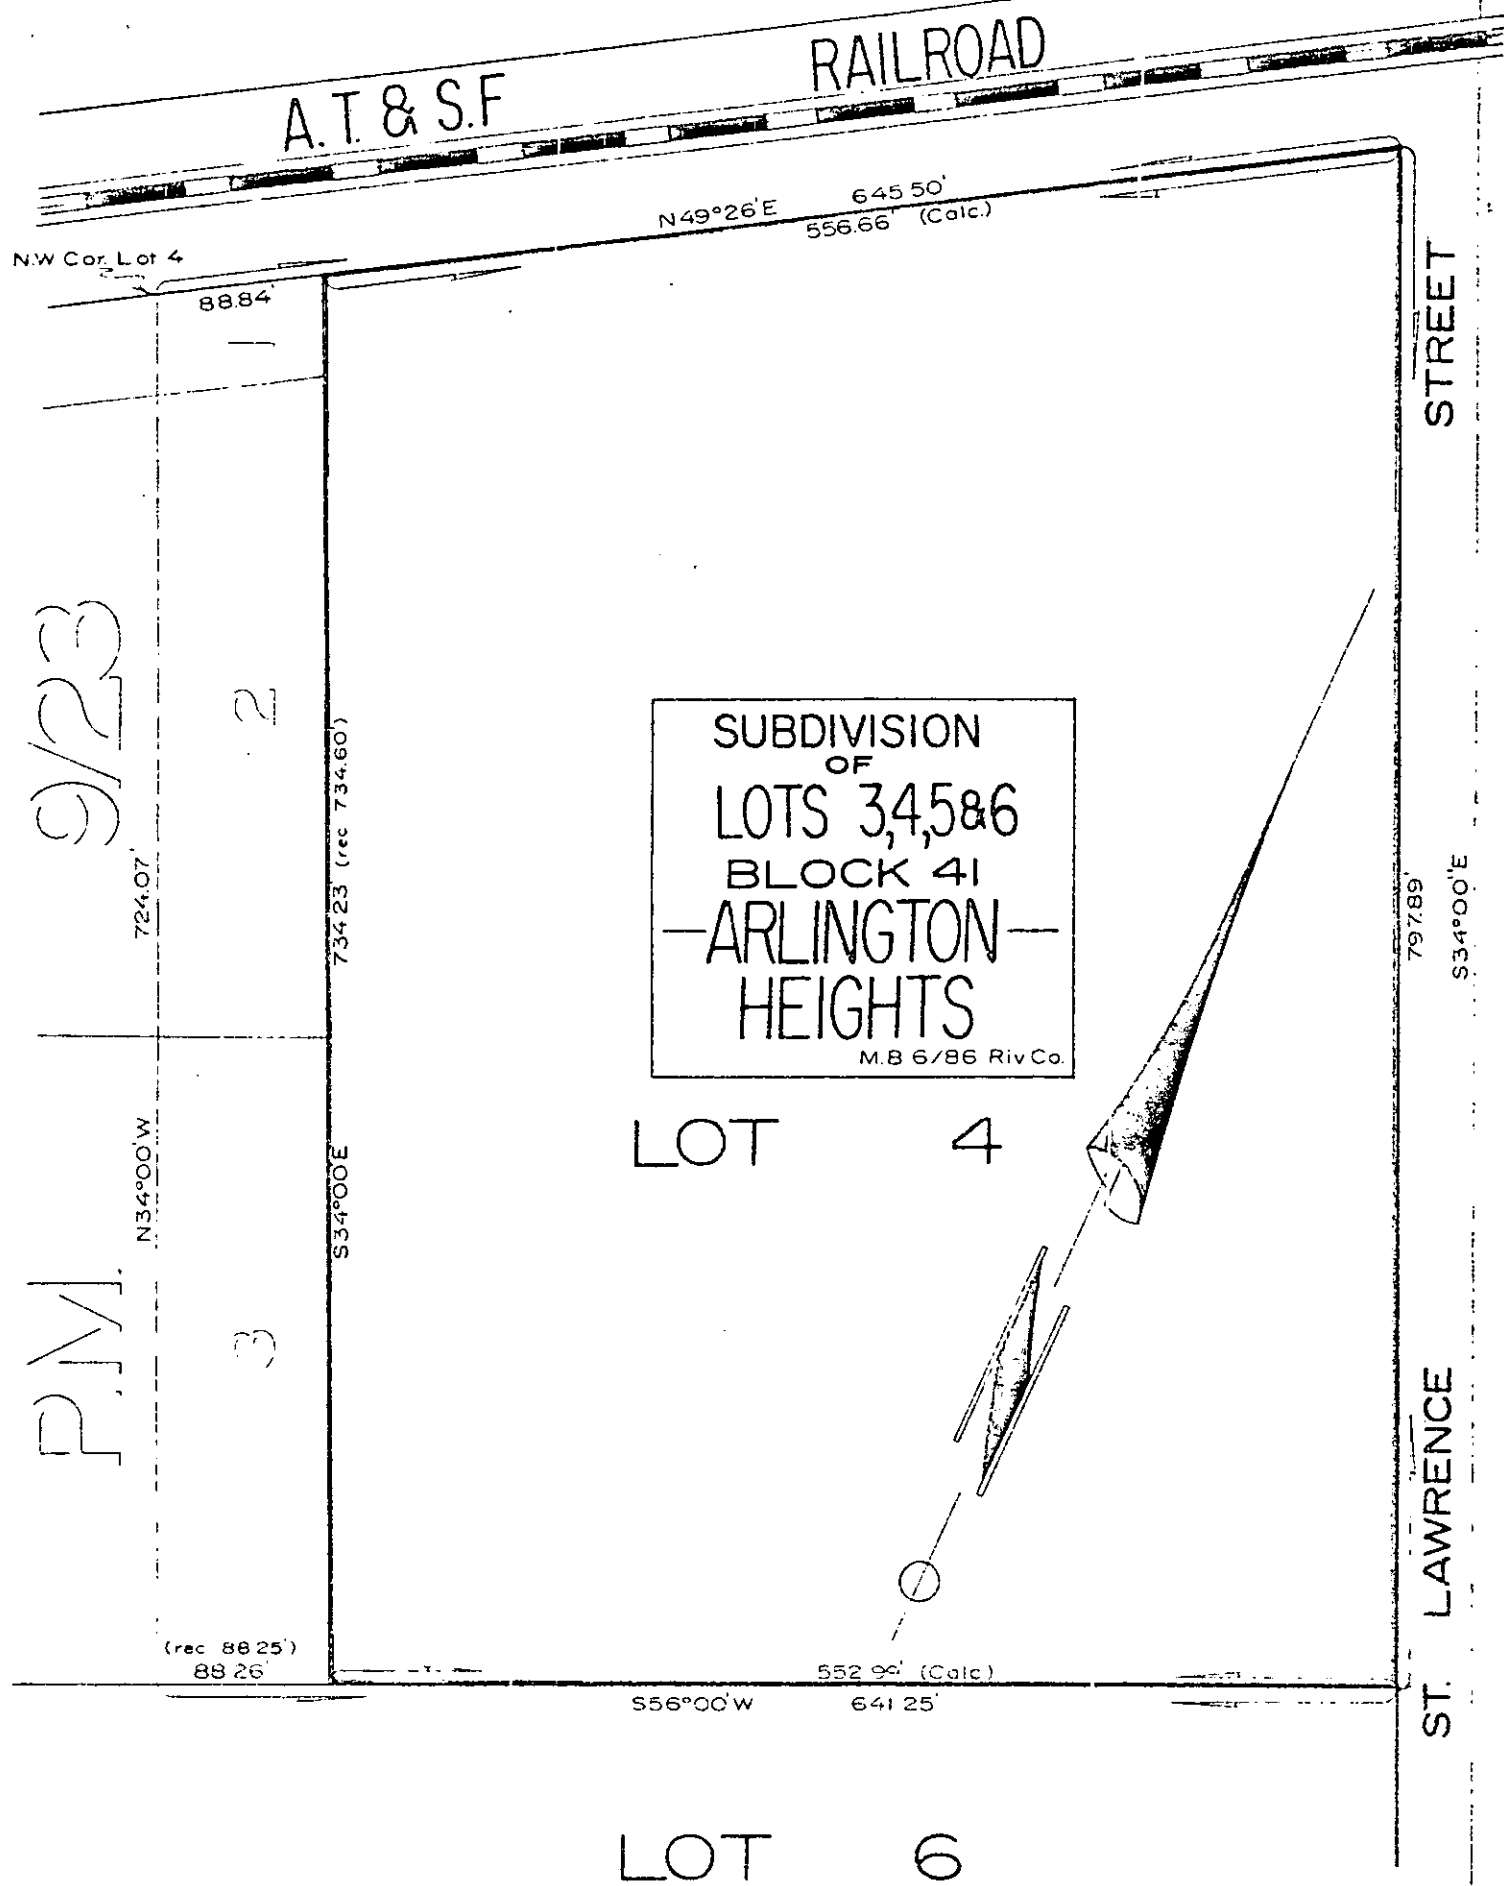 A.T. & S.F RAILROAD
N49°26'E 645 50'
556.66' (Calc.)
N.W Cor. Lot 4
88.84'
1
STREET
9/23
2
724.07'
734 23' (rec 734.60')
SUBDIVISION
OF
LOTS 3,4,5&6
BLOCK 41
—ARLINGTON—
HEIGHTS
M.B 6/86 Riv Co.
797.89'
S34°00"E
LOT 4
N34°00'W
S34°00'E
P.M.
3
ST. LAWRENCE
(rec 88 25')
88 26'
552 99' (Calc)
S56°00'W 641 25'
LOT 6